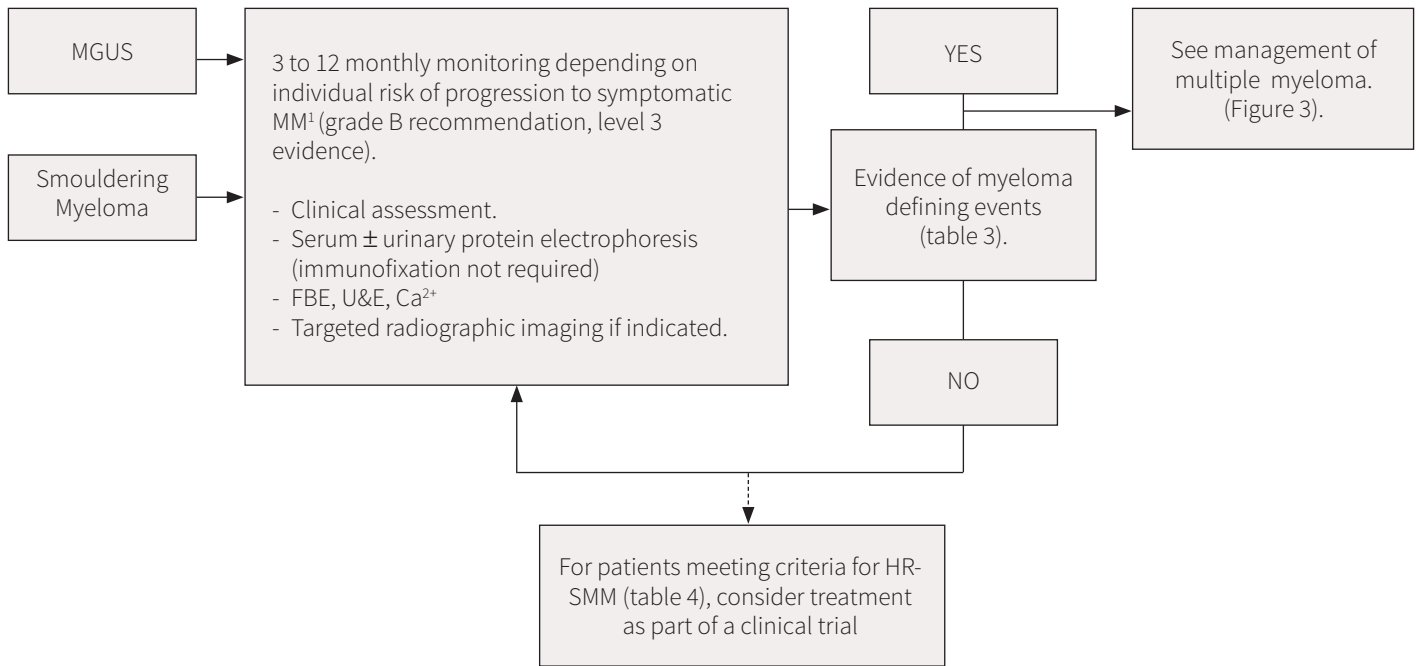 MGUS
Smouldering
Myeloma
3 to 12 monthly monitoring depending on
individual risk of progression to symptomatic
MM¹ (grade B recommendation, level 3
evidence).
- Clinical assessment.
- Serum ± urinary protein electrophoresis
(immunofixation not required)
- FBE, U&E, Ca²⁺
- Targeted radiographic imaging if indicated.
YES
Evidence of myeloma
defining events
(table 3).
NO
See management of
multiple myeloma.
(Figure 3).
For patients meeting criteria for HR-
SMM (table 4), consider treatment
as part of a clinical trial